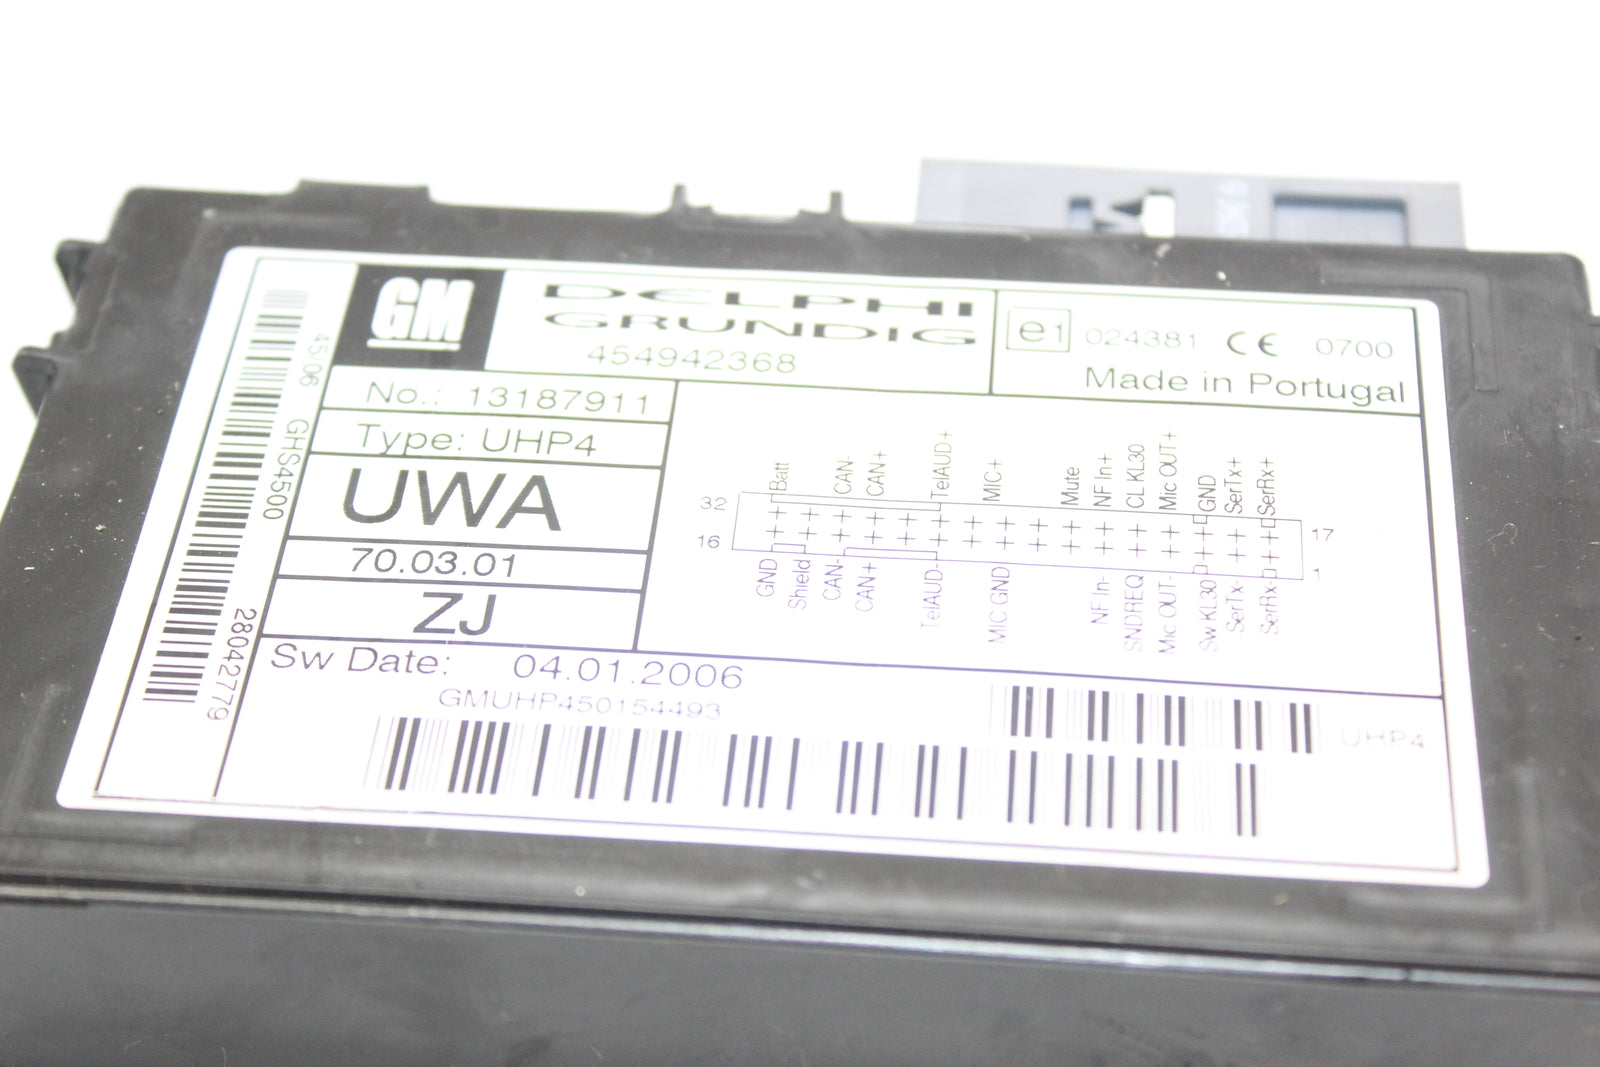 GM
DELPHI
GRUNDIG
454942368
e1 024381 CE 0700
Made in Portugal
No.: 13187911
Type: UHP4
UWA
70.03.01
ZJ
Sw Date: 04.01.2006
GMUHP450154493
UHP4
45/06 GHS4500 28042779
Batt CAN- CAN+ TelAUD+ MIC+ Mute NF In+ CL KL30 Mic OUT+ GND SerTx+ SerRx+
32 17
16 1
GND Shield CAN- CAN+ TelAUD- MIC GND NF In- SNDREQ Mic OUT- Sw KL30 SerTx- SerRx-